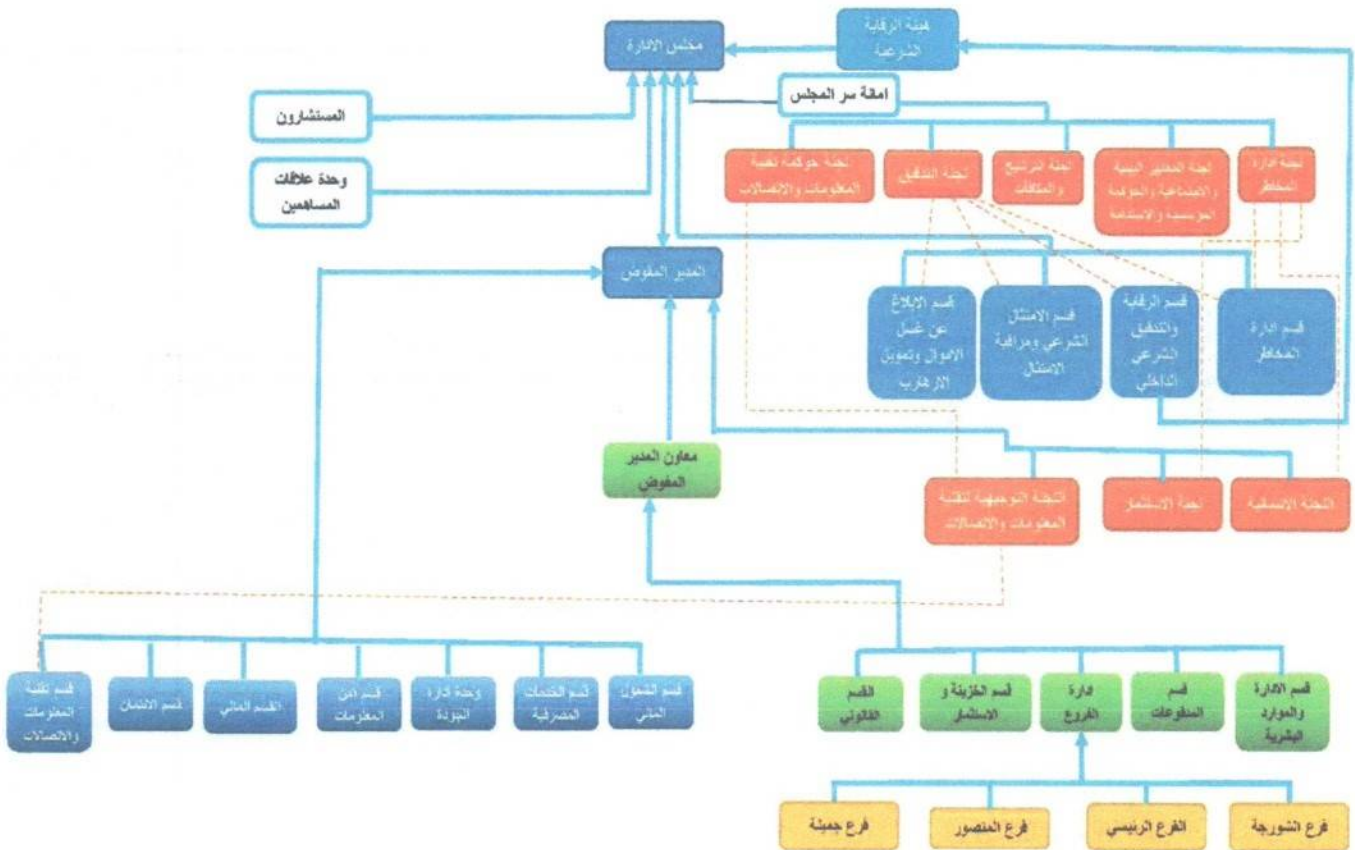 هيئة الرقابة
الشرعية
مجلس الادارة
امانة سر المجلس
المستشارون
وحدة علاقات
المساهمين
لجنة ادارة
المخاطر
لجنة المعايير البيئية
والاجتماعية والحوكمة
المؤسسية والاستدامة
لجنة الترشيح
والمكافآت
لجنة التدقيق
لجنة حوكمة تقنية
المعلومات والاتصالات
المدير المفوض
قسم ادارة
المخاطر
قسم الرقابة
والتدقيق
الشرعي
الداخلي
قسم الامتثال
الشرعي ومراقبة
الامتثال
قسم الابلاغ
عن غسل
الاموال وتمويل
الارهارب
معاون المدير
المفوض
اللجنة الائتمانية
لجنة الاستثمار
اللجنة التوجيهية لتقنية
المعلومات والاتصالات
قسم الادارة
والموارد
البشرية
قسم
المدفوعات
ادارة
الفروع
قسم الخزينة و
الاستثمار
القسم
القانوني
قسم الشمول
المالي
قسم الخدمات
المصرفية
وحدة ادارة
الجودة
قسم امن
المعلومات
القسم المالي
قسم الائتمان
قسم تقنية
المعلومات
والاتصالات
فرع الشورجة
الفرع الرئيسي
فرع المنصور
فرع جميلة